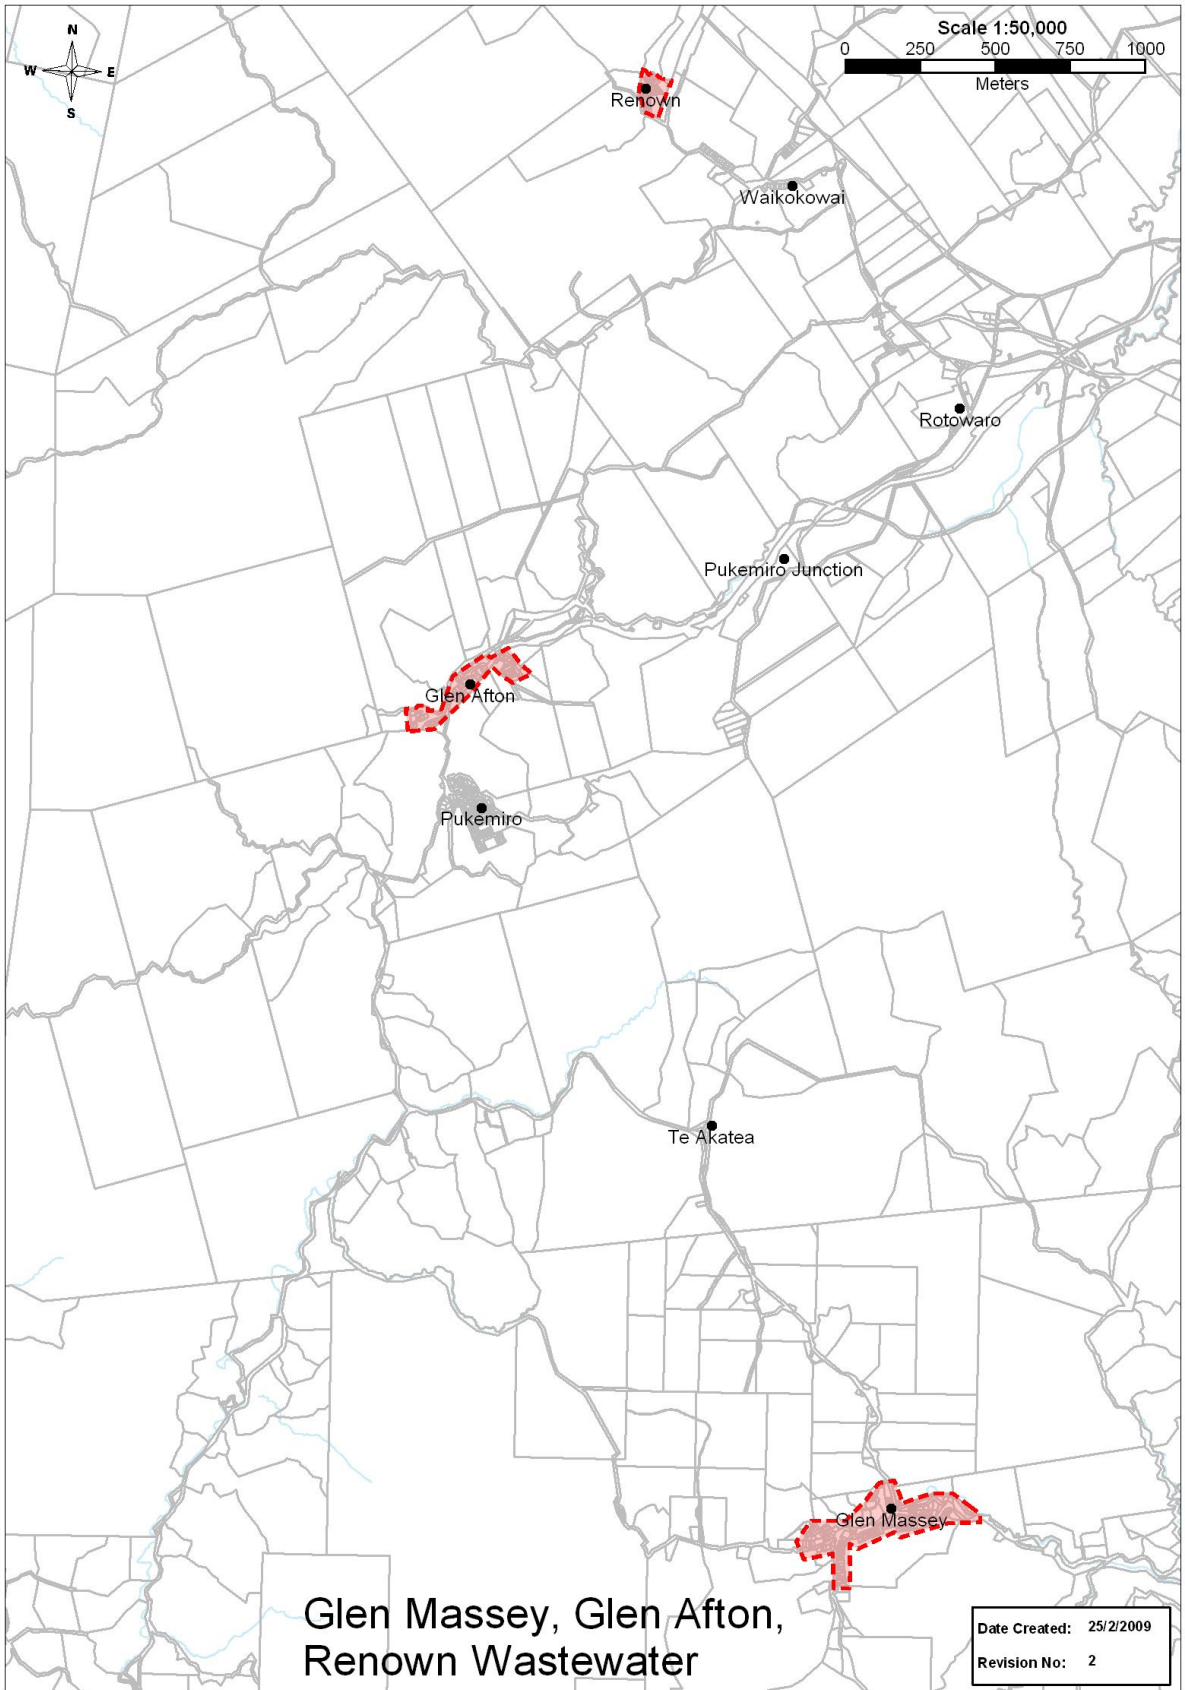 N
W E
S
Scale 1:50,000
0 250 500 750 1000
Meters
Renown
Waikokowai
Rotowaro
Pukemiro Junction
Glen Afton
Pukemiro
Te Akatea
Glen Massey
Glen Massey, Glen Afton,
Renown Wastewater
Date Created: 25/2/2009
Revision No: 2